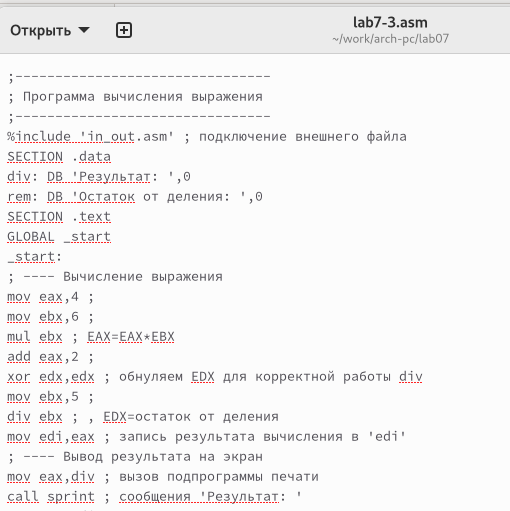 Открыть
lab7-3.asm
~/work/arch-pc/lab07
;--------------------------------
; Программа вычисления выражения
;--------------------------------
%include 'in_out.asm' ; подключение внешнего файла
SECTION .data
div: DB 'Результат: ',0
rem: DB 'Остаток от деления: ',0
SECTION .text
GLOBAL _start
_start:
; ---- Вычисление выражения
mov eax,4 ;
mov ebx,6 ;
mul ebx ; EAX=EAX*EBX
add eax,2 ;
xor edx,edx ; обнуляем EDX для корректной работы div
mov ebx,5 ;
div ebx ; , EDX=остаток от деления
mov edi,eax ; запись результата вычисления в 'edi'
; ---- Вывод результата на экран
mov eax,div ; вызов подпрограммы печати
call sprint ; сообщения 'Результат: '